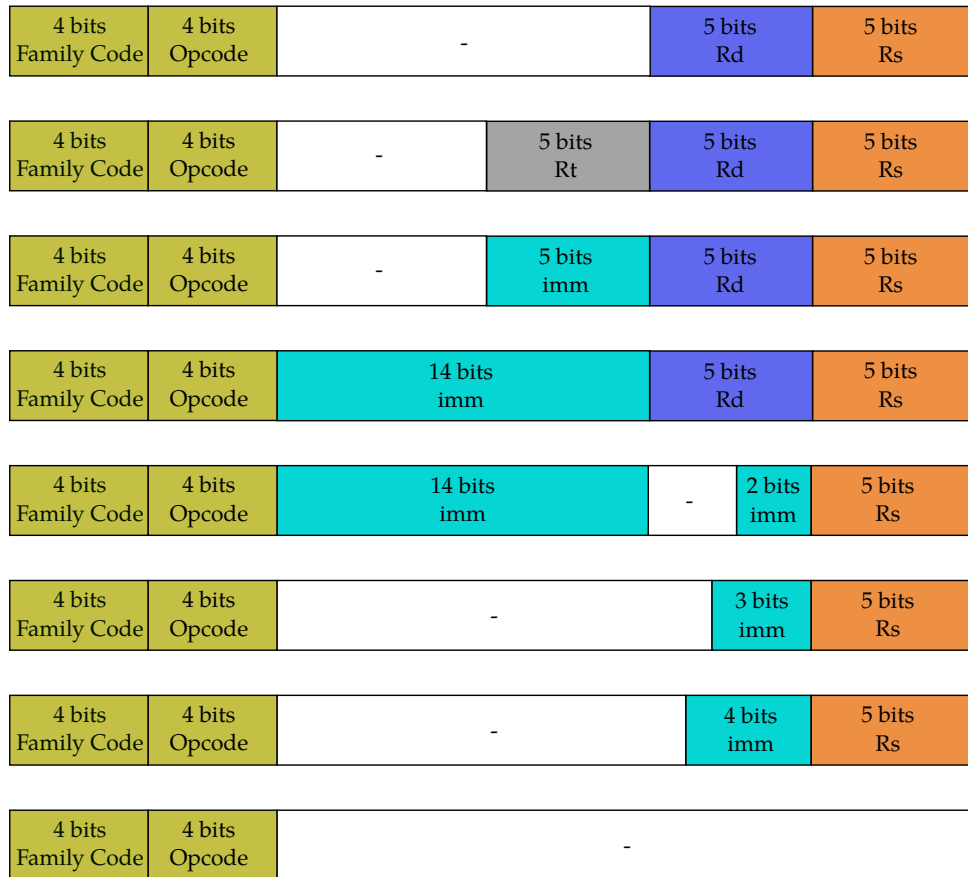 4 bits 4 bits - 5 bits 5 bits
Family Code Opcode Rd Rs
4 bits 4 bits - 5 bits 5 bits 5 bits
Family Code Opcode Rt Rd Rs
4 bits 4 bits - 5 bits 5 bits 5 bits
Family Code Opcode imm Rd Rs
4 bits 4 bits 14 bits 5 bits 5 bits
Family Code Opcode imm Rd Rs
4 bits 4 bits 14 bits - 2 bits 5 bits
Family Code Opcode imm imm Rs
4 bits 4 bits - 3 bits 5 bits
Family Code Opcode imm Rs
4 bits 4 bits - 4 bits 5 bits
Family Code Opcode imm Rs
4 bits 4 bits -
Family Code Opcode